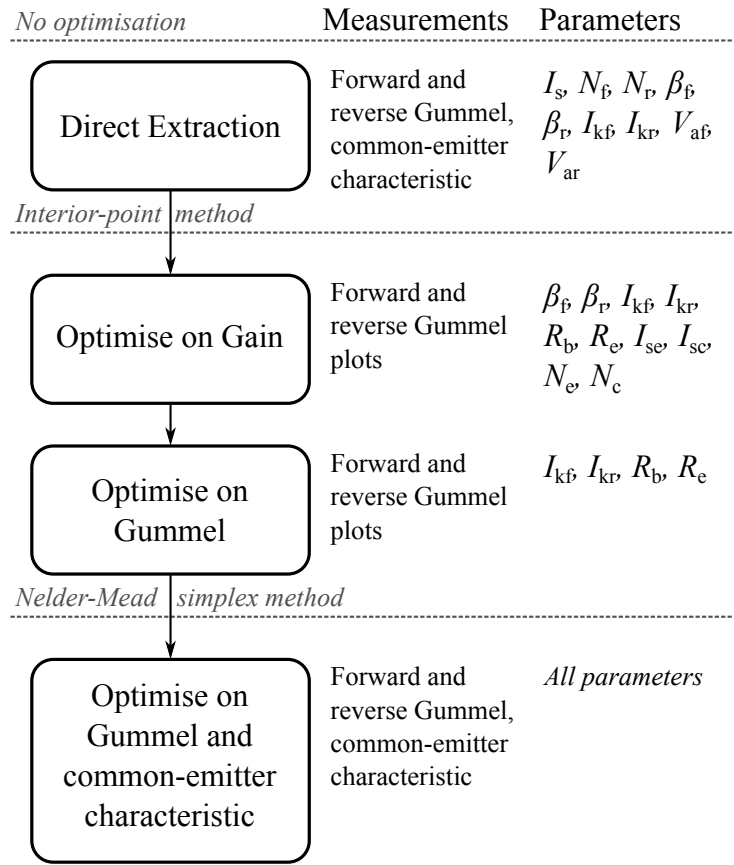 No optimisation
Measurements
Parameters
Direct Extraction
Forward and
reverse Gummel,
common-emitter
characteristic
Is, Nf, Nr, βf,
βr, Ikf, Ikr, Vaf,
Var
Interior-point method
Optimise on Gain
Forward and
reverse Gummel
plots
βf, βr, Ikf, Ikr,
Rb, Re, Ise, Isc,
Ne, Nc
Optimise on
Gummel
Forward and
reverse Gummel
plots
Ikf, Ikr, Rb, Re
Nelder-Mead simplex method
Optimise on
Gummel and
common-emitter
characteristic
Forward and
reverse Gummel,
common-emitter
characteristic
All parameters